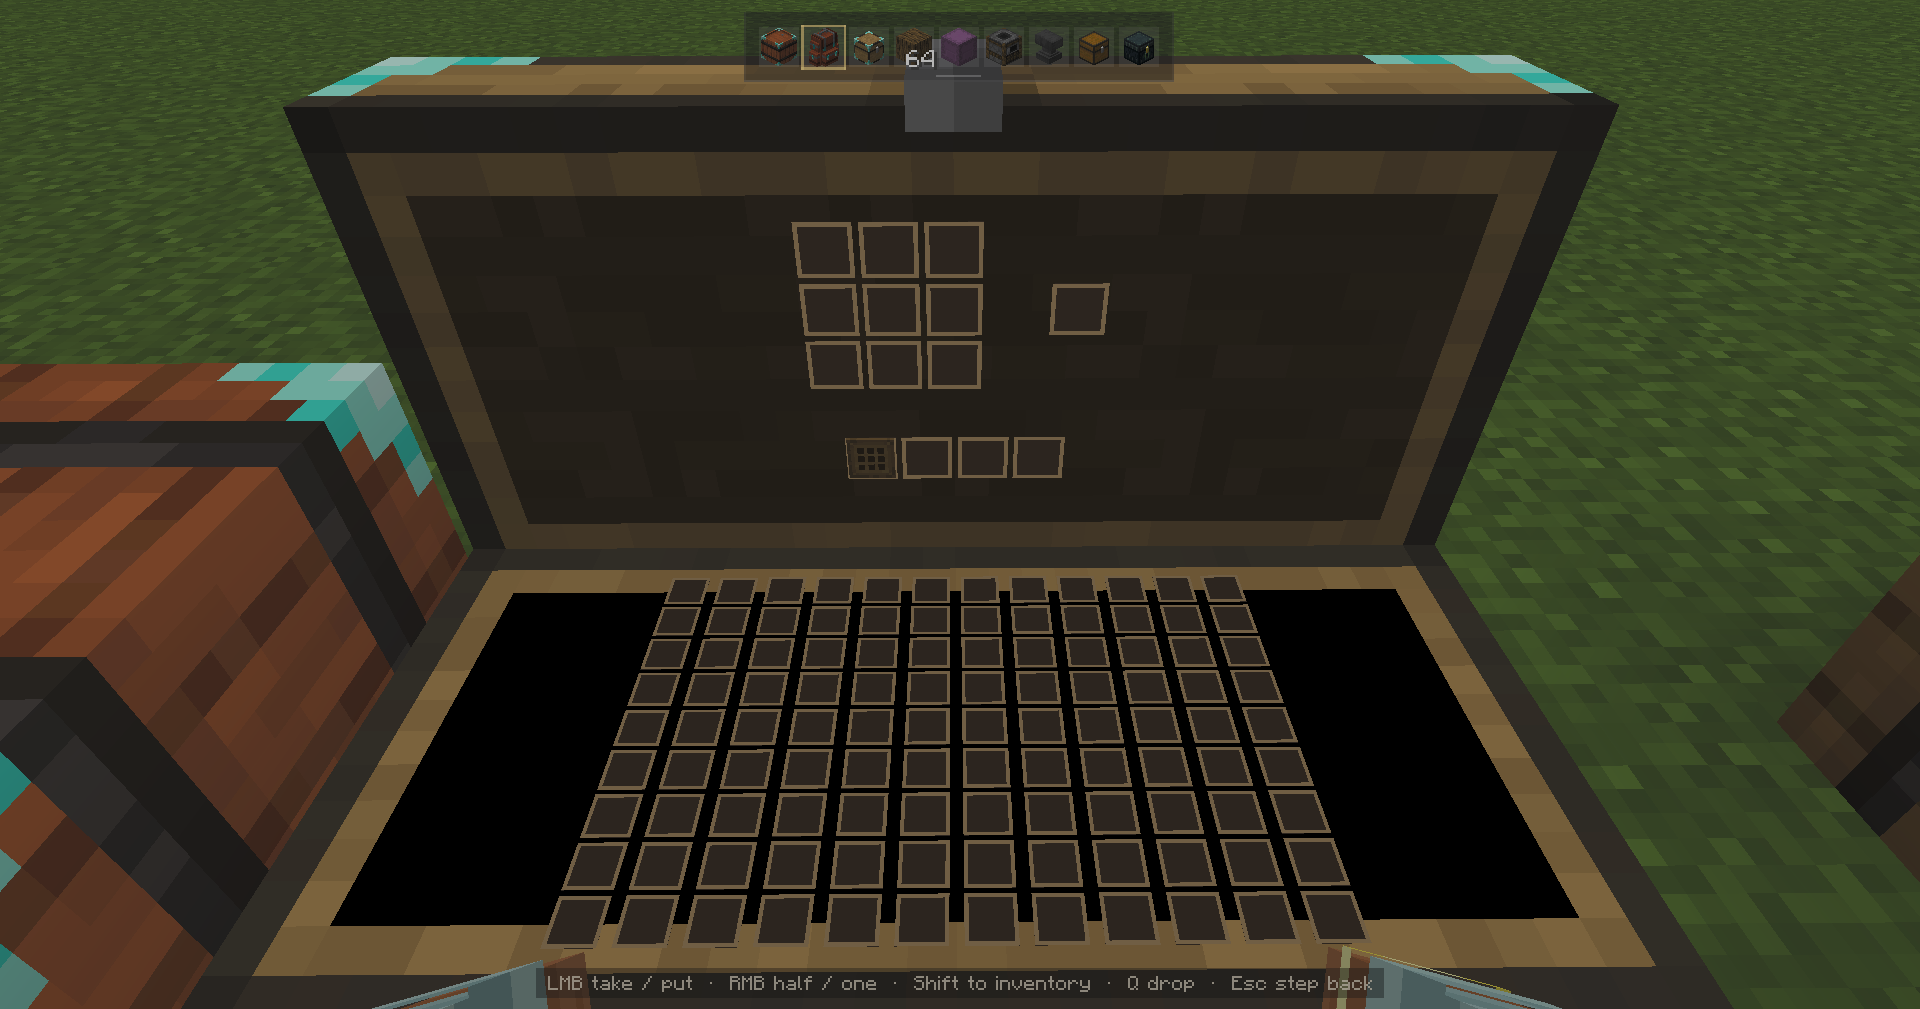 64
LMB take / put · RMB half / one · Shift to inventory · Q drop · Esc step back